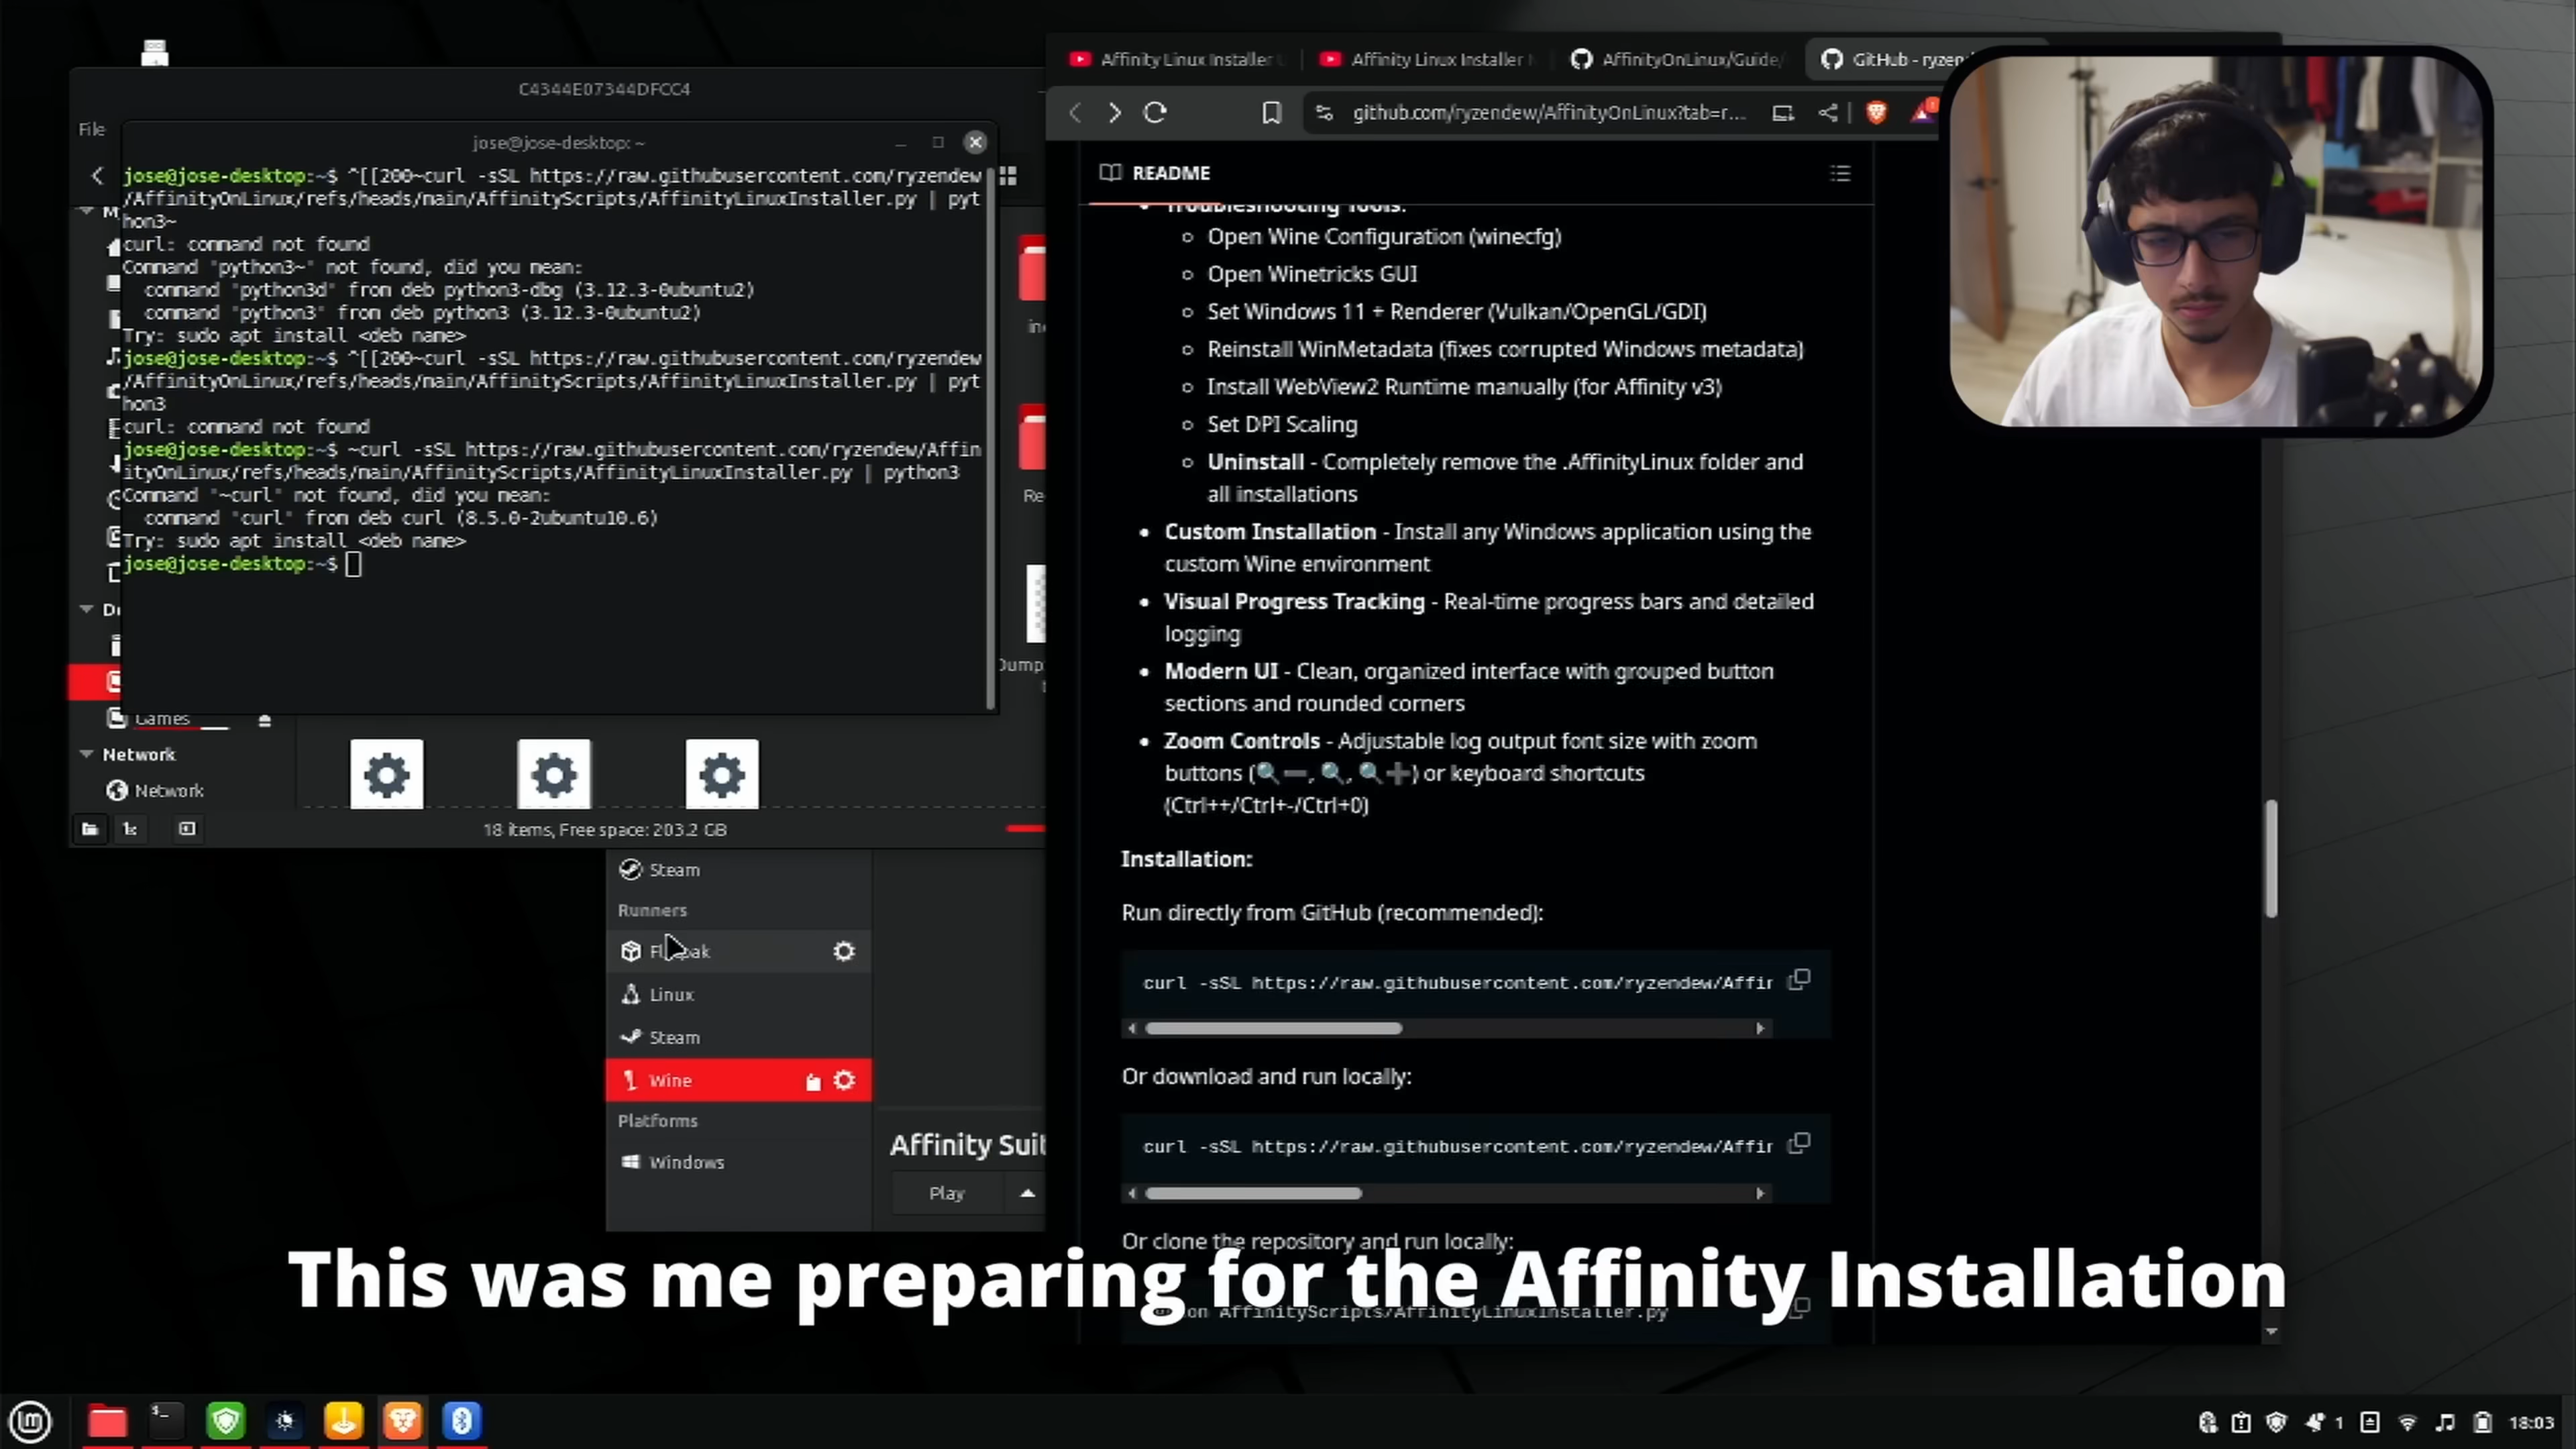 C4344E07344DFCC4
File
jose@jose-desktop: ~
jose@jose-desktop:~$ ^[[200~curl -sSL https://raw.githubusercontent.com/ryzendew
/AffinityOnLinux/refs/heads/main/AffinityScripts/AffinityLinuxInstaller.py | pyt
hon3~
curl: command not found
Command 'python3~' not found, did you mean:
command 'python3d' from deb python3-dbg (3.12.3-0ubuntu2)
command 'python3' from deb python3 (3.12.3-0ubuntu2)
Try: sudo apt install <deb name>
jose@jose-desktop:~$ ^[[200~curl -sSL https://raw.githubusercontent.com/ryzendew
/AffinityOnLinux/refs/heads/main/AffinityScripts/AffinityLinuxInstaller.py | pyt
hon3
curl: command not found
jose@jose-desktop:~$ ~curl -sSL https://raw.githubusercontent.com/ryzendew/Affin
ityOnLinux/refs/heads/main/AffinityScripts/AffinityLinuxInstaller.py | python3
Command '~curl' not found, did you mean:
command 'curl' from deb curl (8.5.0-2ubuntu10.6)
Try: sudo apt install <deb name>
jose@jose-desktop:~$
Games
Network
Network
18 items, Free space: 203.2 GB
Steam
Runners
Linux
Steam
Wine
Platforms
Windows
Affinity Suit
Play
Affinity Linux Installer
Affinity Linux Installer
AffinityOnLinux/Guide/
GitHub - ryzen
github.com/ryzendew/AffinityOnLinux?tab=r...
README
Troubleshooting Tools:
Open Wine Configuration (winecfg)
Open Winetricks GUI
Set Windows 11 + Renderer (Vulkan/OpenGL/GDI)
Reinstall WinMetadata (fixes corrupted Windows metadata)
Install WebView2 Runtime manually (for Affinity v3)
Set DPI Scaling
Uninstall - Completely remove the .AffinityLinux folder and
all installations
Custom Installation - Install any Windows application using the
custom Wine environment
Visual Progress Tracking - Real-time progress bars and detailed
logging
Modern UI - Clean, organized interface with grouped button
sections and rounded corners
Zoom Controls - Adjustable log output font size with zoom
buttons (🔍➖, 🔍, 🔍➕) or keyboard shortcuts
(Ctrl++/Ctrl+-/Ctrl+0)
Installation:
Run directly from GitHub (recommended):
curl -sSL https://raw.githubusercontent.com/ryzendew/Affin
Or download and run locally:
curl -sSL https://raw.githubusercontent.com/ryzendew/Affin
Or clone the repository and run locally:
AffinityScripts/AffinityLinuxInstaller.py
This was me preparing for the Affinity Installation
1
18:03